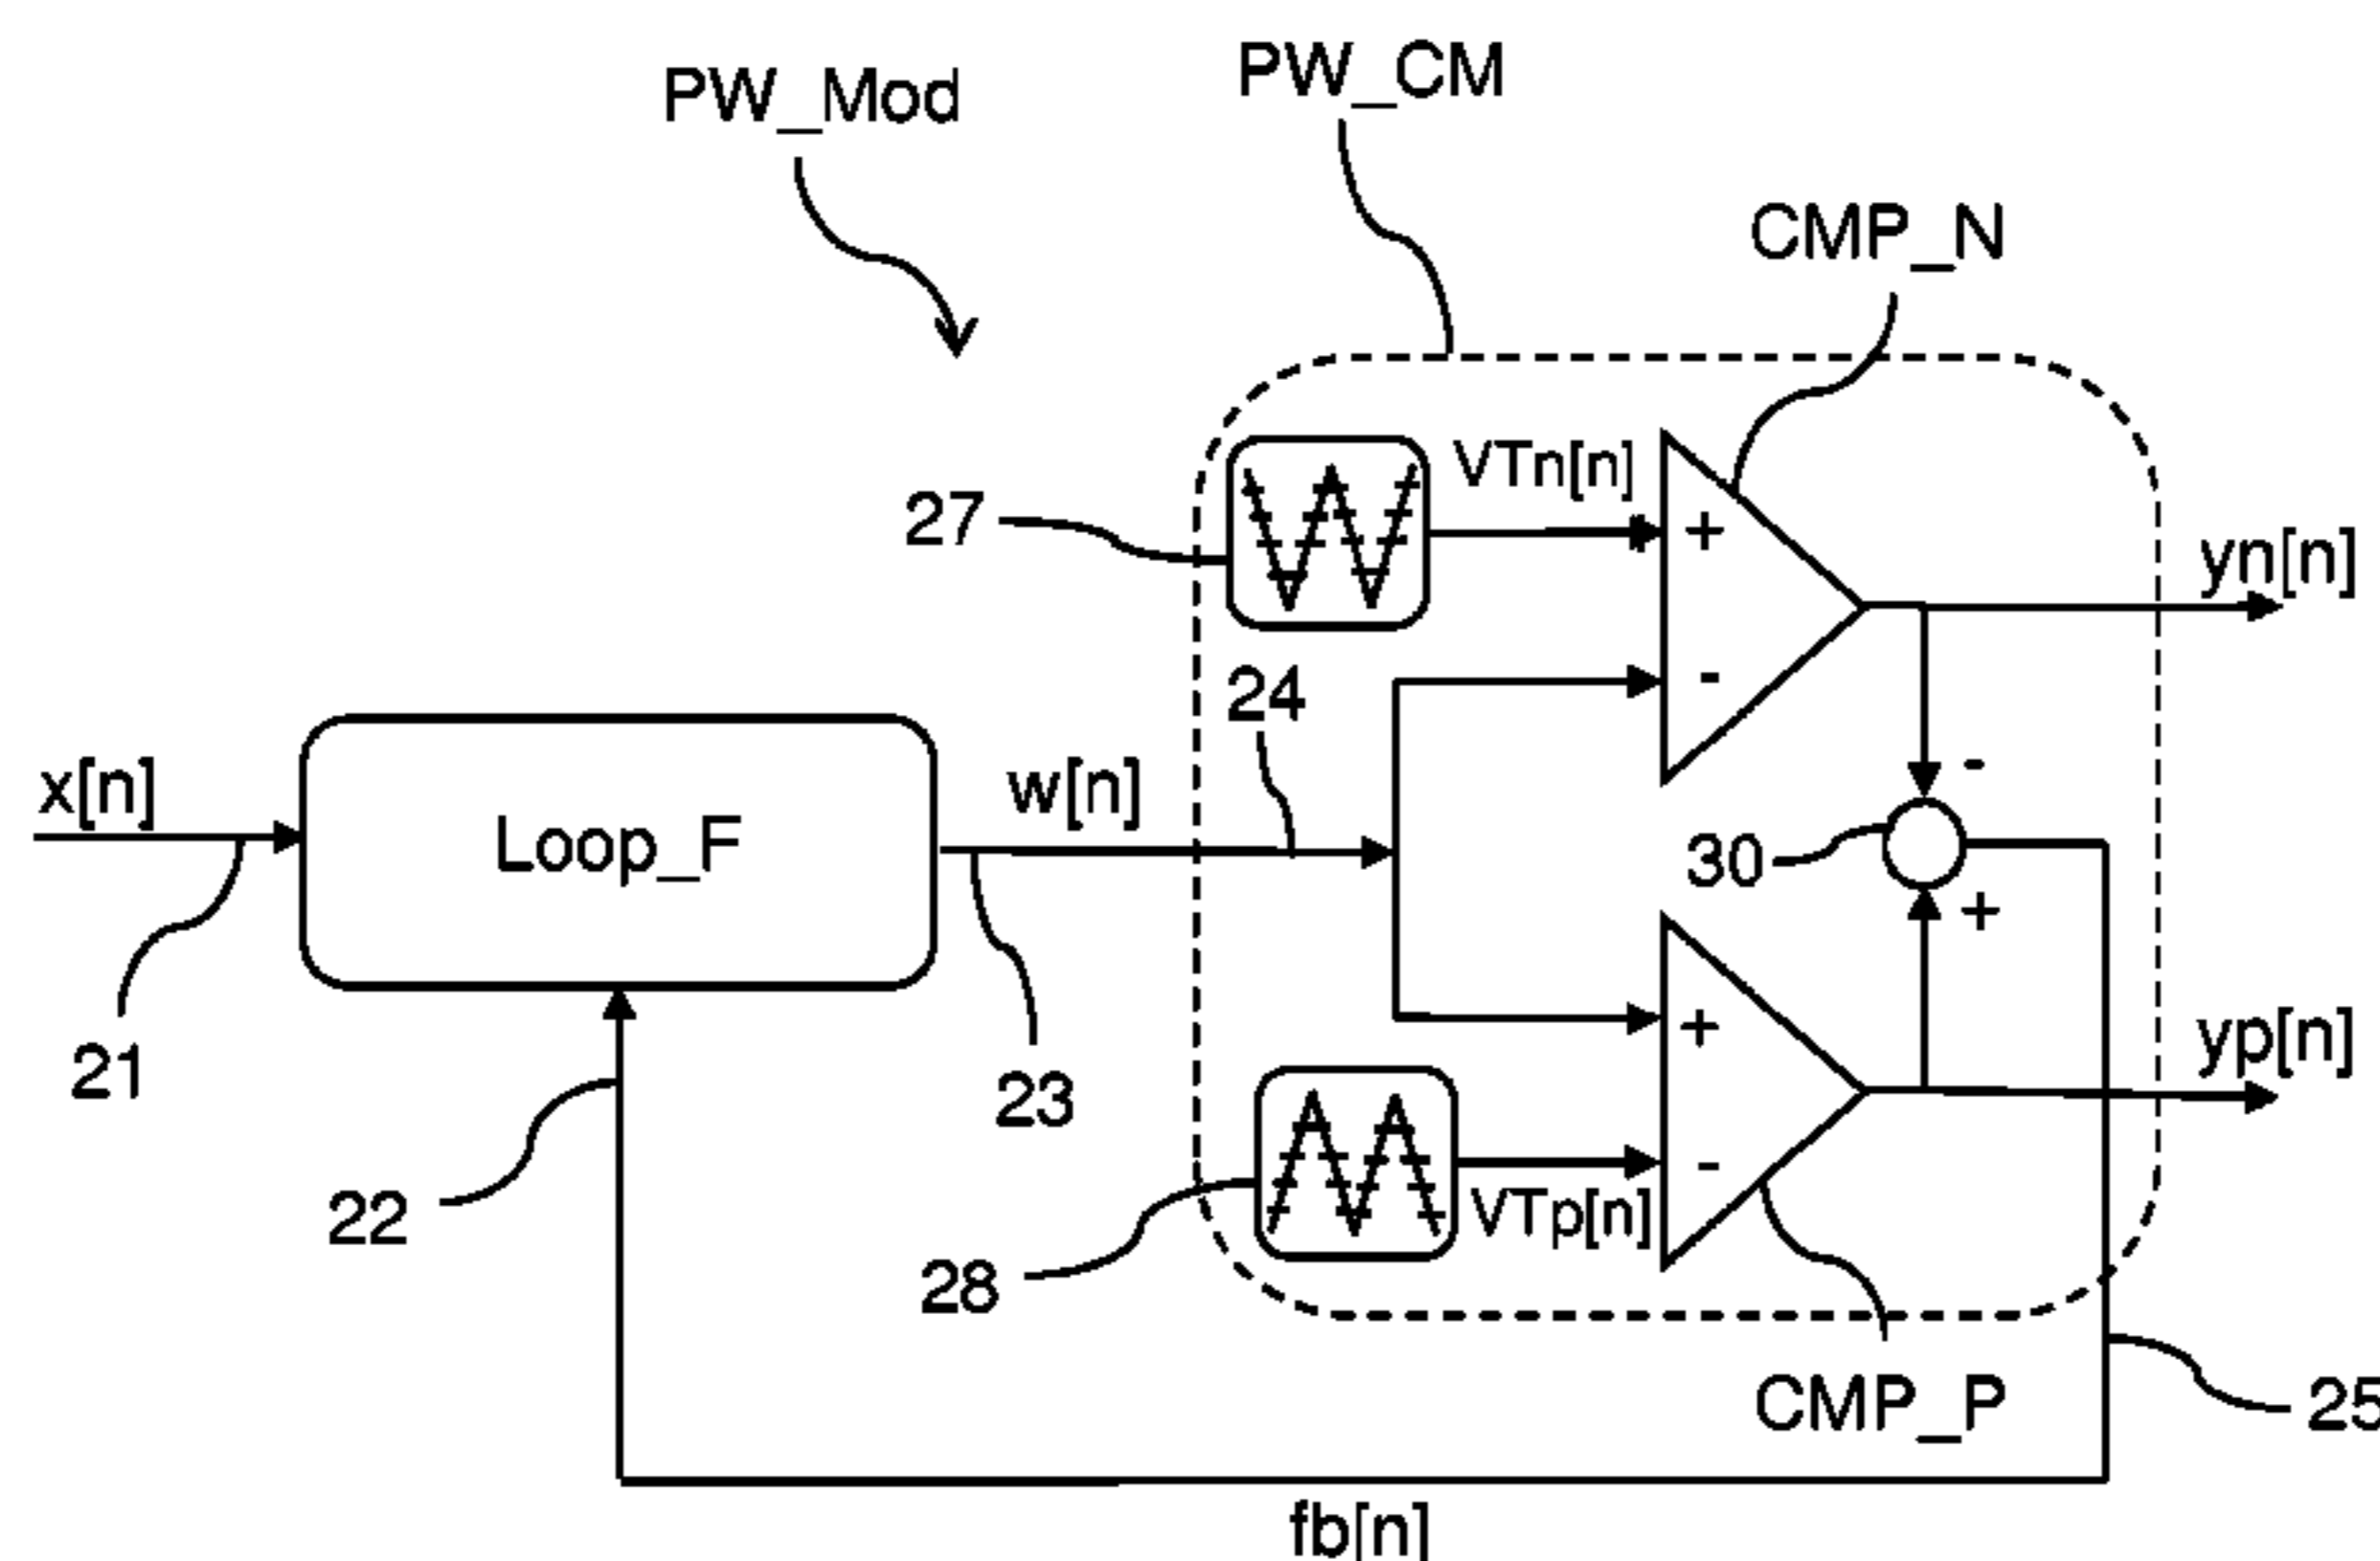 PW_CM
PW_Mod
CMP_N
VTn[n]
27
+
yn[n]
24
-
x[n]
w[n]
-
Loop_F
30
+
21
23
+
yp[n]
22
-
28
VTp[n]
CMP_P
25
fb[n]